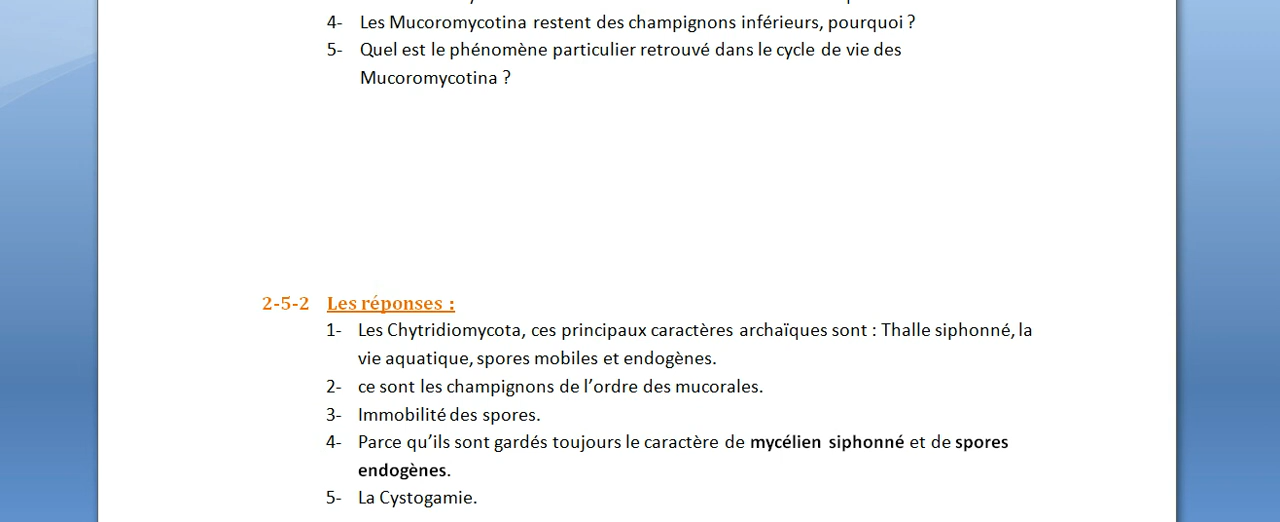 4- Les Mucoromycotina restent des champignons inférieurs, pourquoi ?
5- Quel est le phénomène particulier retrouvé dans le cycle de vie des
Mucoromycotina ?
2-5-2 Les réponses :
1- Les Chytridiomycota, ces principaux caractères archaïques sont : Thalle siphonné, la
vie aquatique, spores mobiles et endogènes.
2- ce sont les champignons de l’ordre des mucorales.
3- Immobilité des spores.
4- Parce qu’ils sont gardés toujours le caractère de mycélien siphonné et de spores
endogènes.
5- La Cystogamie.